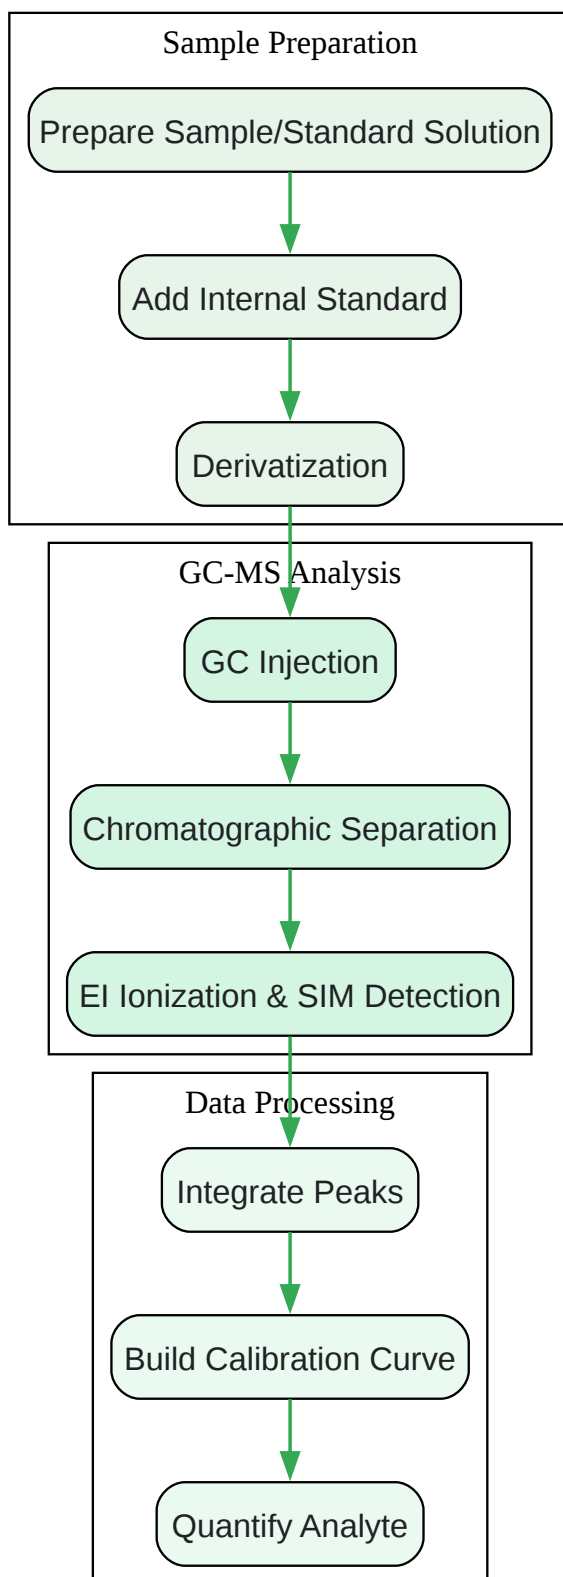 Sample Preparation
Prepare Sample/Standard Solution
Add Internal Standard
Derivatization
GC-MS Analysis
GC Injection
Chromatographic Separation
EI Ionization & SIM Detection
Data Processing
Integrate Peaks
Build Calibration Curve
Quantify Analyte